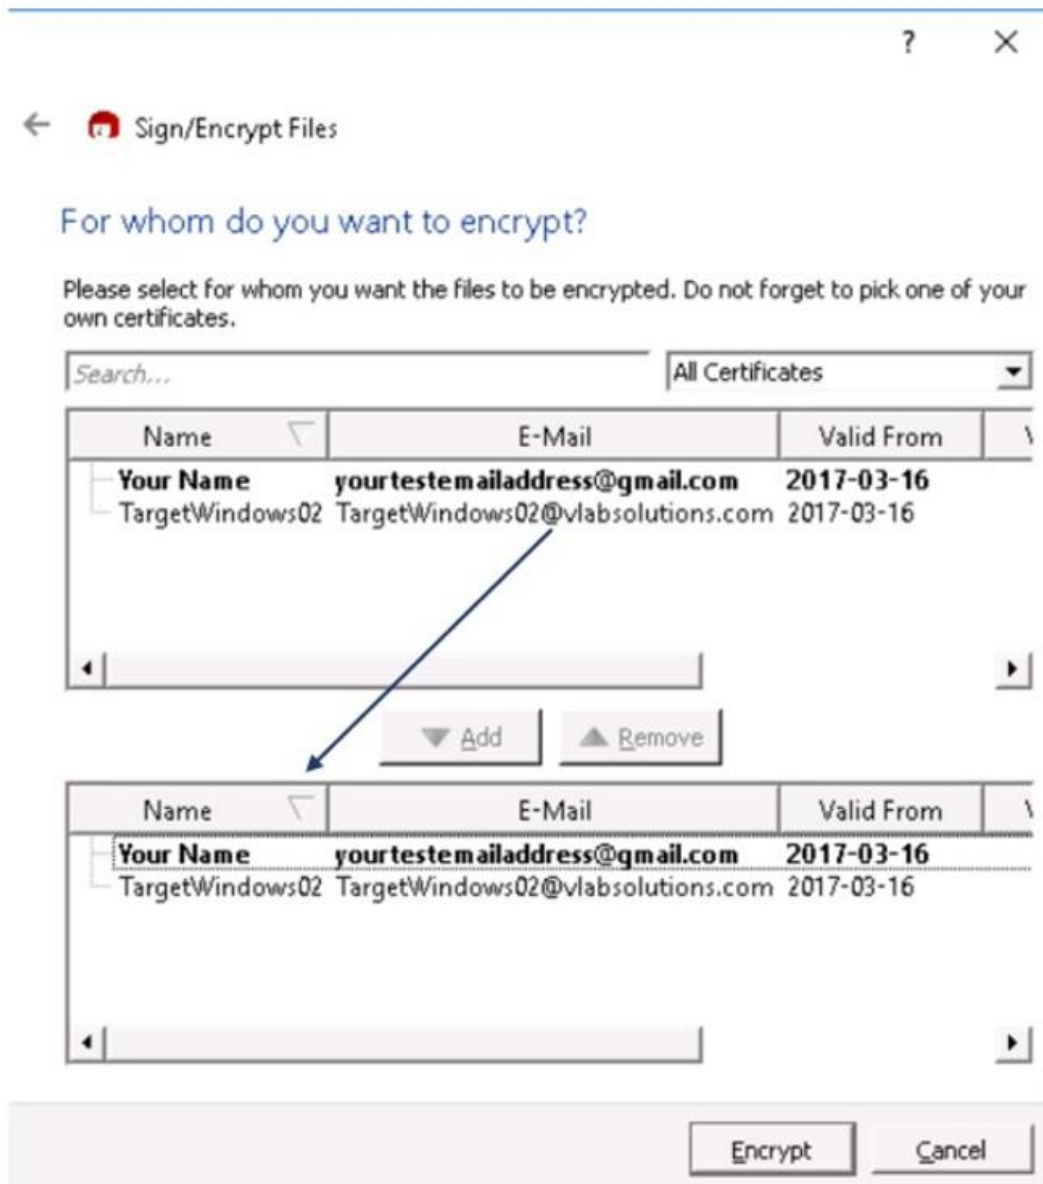 ?
Sign/Encrypt Files
For whom do you want to encrypt?
Please select for whom you want the files to be encrypted. Do not forget to pick one of your
own certificates.
Search...
All Certificates
Name E-Mail Valid From
Your Name yourtestemailaddress@gmail.com 2017-03-16
TargetWindows02 TargetWindows02@vlabsolutions.com 2017-03-16
Add Remove
Name E-Mail Valid From
Your Name yourtestemailaddress@gmail.com 2017-03-16
TargetWindows02 TargetWindows02@vlabsolutions.com 2017-03-16
Encrypt Cancel